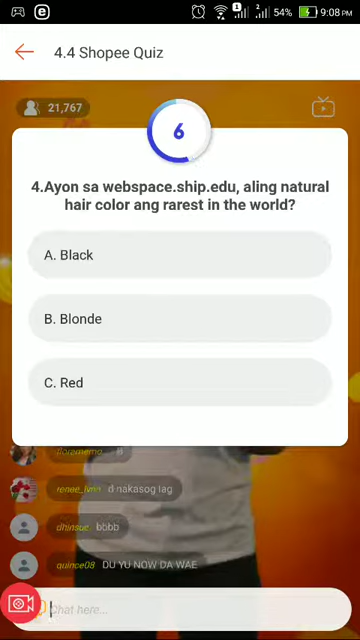 54% 9:08 PM
4.4 Shopee Quiz
21,767
6
4.Ayon sa webspace.ship.edu, aling natural
hair color ang rarest in the world?
A. Black
B. Blonde
C. Red
renee_lynn d nakasog lag
dhinsue bbbb
quince08 DU YU NOW DA WAE
Chat here...